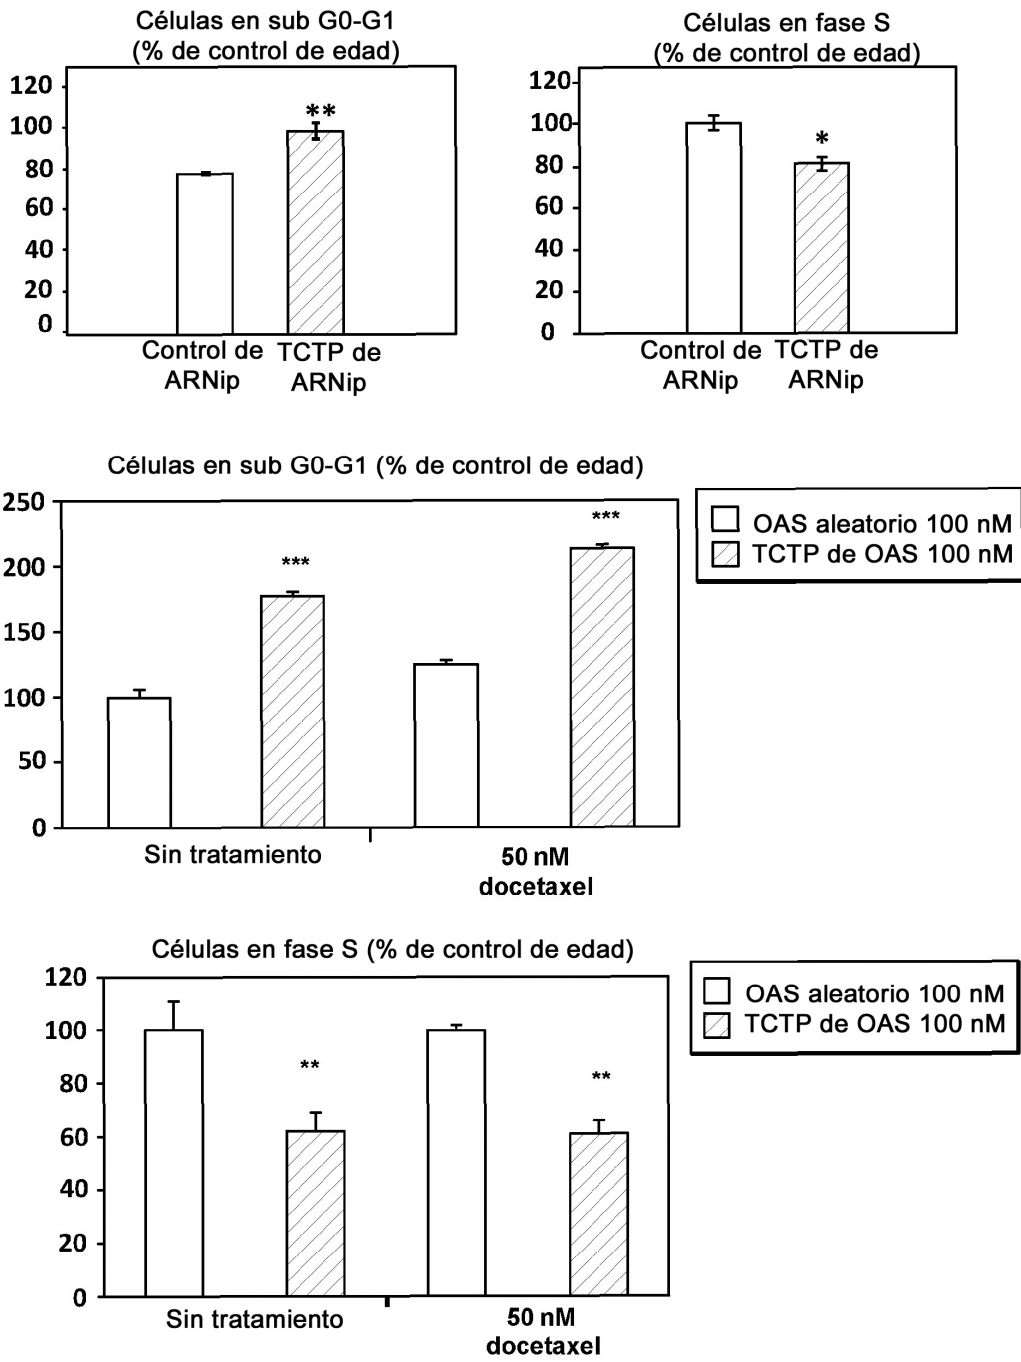 Células en sub G0-G1
(% de control de edad)
120
100
80
60
40
20
0
**
Control de
ARNip
TCTP de
ARNip
Células en fase S
(% de control de edad)
120
100
80
60
40
20
0
*
Control de
ARNip
TCTP de
ARNip
Células en sub G0-G1 (% de control de edad)
250
200
150
100
50
0
***
***
Sin tratamiento
50 nM
docetaxel
OAS aleatorio 100 nM
TCTP de OAS 100 nM
Células en fase S (% de control de edad)
120
100
80
60
40
20
0
**
**
Sin tratamiento
50 nM
docetaxel
OAS aleatorio 100 nM
TCTP de OAS 100 nM